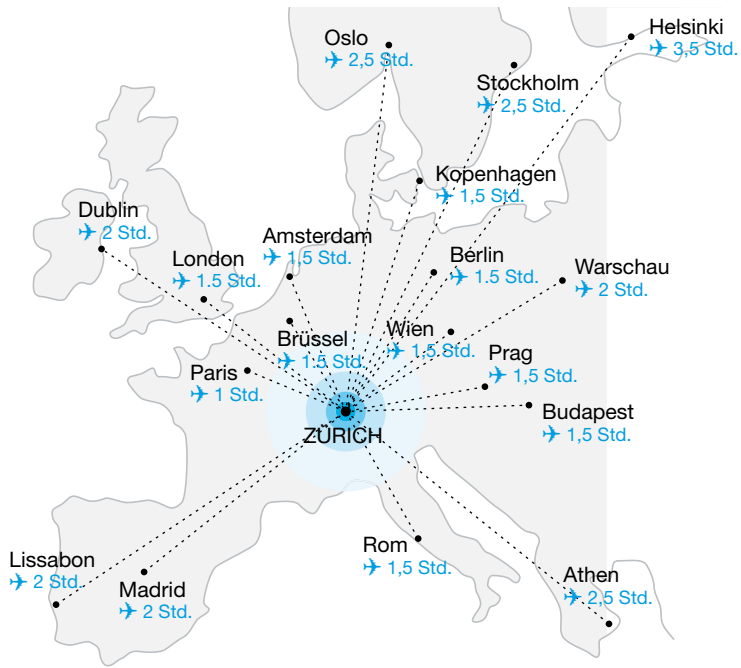 Oslo
✈ 2,5 Std.
Helsinki
✈ 3,5 Std.
Stockholm
✈ 2,5 Std.
Kopenhagen
✈ 1,5 Std.
Dublin
✈ 2 Std.
London
✈ 1.5 Std.
Amsterdam
✈ 1,5 Std.
Berlin
✈ 1.5 Std.
Warschau
✈ 2 Std.
Brüssel
✈ 1.5 Std.
Wien
✈ 1,5 Std.
Prag
✈ 1,5 Std.
Paris
✈ 1 Std.
Budapest
✈ 1,5 Std.
ZÜRICH
Lissabon
✈ 2 Std.
Madrid
✈ 2 Std.
Rom
✈ 1,5 Std.
Athen
✈ 2,5 Std.